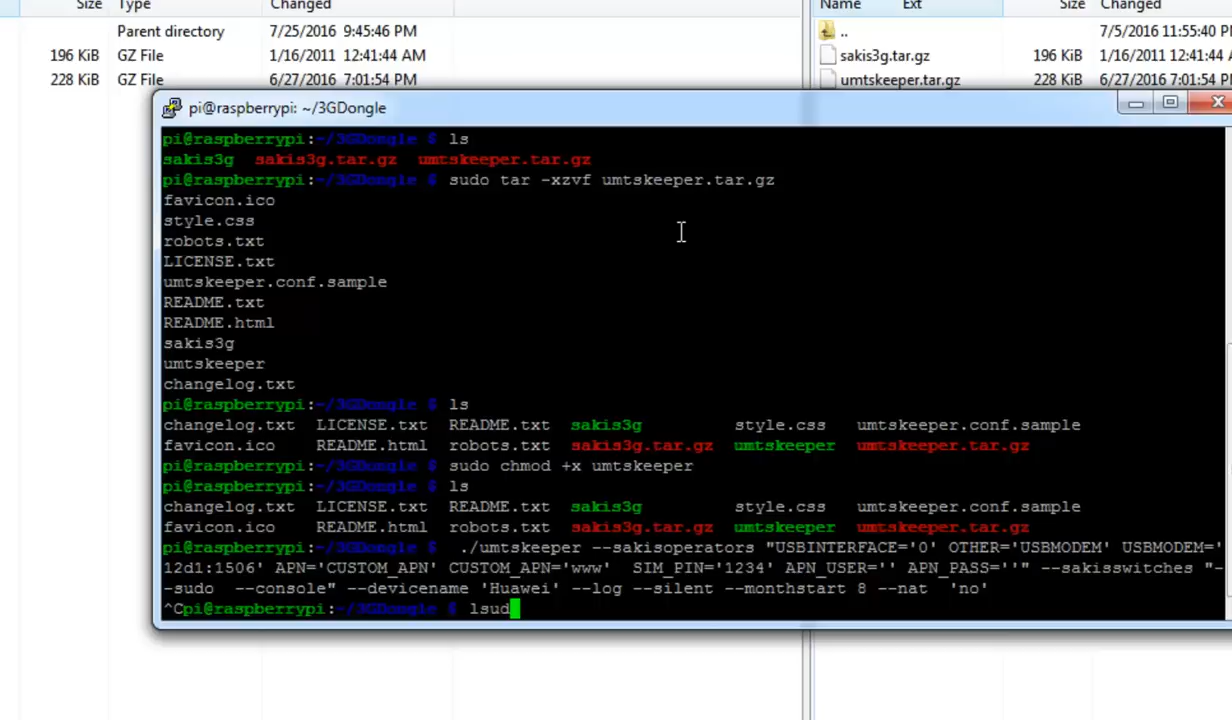 Size Type Changed
Name Ext Size Changed
Parent directory 7/25/2016 9:45:46 PM
.. 7/5/2016 11:55:40 P
196 KiB GZ File 1/16/2011 12:41:44 AM
sakis3g.tar.gz 196 KiB 1/16/2011 12:41:44
228 KiB GZ File 6/27/2016 7:01:54 PM
umtskeeper.tar.gz 228 KiB 6/27/2016 7:01:54 P
pi@raspberrypi: ~/3GDongle
pi@raspberrypi:~/3GDongle $ ls
sakis3g sakis3g.tar.gz umtskeeper.tar.gz
pi@raspberrypi:~/3GDongle $ sudo tar -xzvf umtskeeper.tar.gz
favicon.ico
style.css
robots.txt
LICENSE.txt
umtskeeper.conf.sample
README.txt
README.html
sakis3g
umtskeeper
changelog.txt
pi@raspberrypi:~/3GDongle $ ls
changelog.txt LICENSE.txt README.txt sakis3g style.css umtskeeper.conf.sample
favicon.ico README.html robots.txt sakis3g.tar.gz umtskeeper umtskeeper.tar.gz
pi@raspberrypi:~/3GDongle $ sudo chmod +x umtskeeper
pi@raspberrypi:~/3GDongle $ ls
changelog.txt LICENSE.txt README.txt sakis3g style.css umtskeeper.conf.sample
favicon.ico README.html robots.txt sakis3g.tar.gz umtskeeper umtskeeper.tar.gz
pi@raspberrypi:~/3GDongle $ ./umtskeeper --sakisoperators "USBINTERFACE='0' OTHER='USBMODEM' USBMODEM='
12d1:1506' APN='CUSTOM_APN' CUSTOM_APN='www' SIM_PIN='1234' APN_USER='' APN_PASS=''" --sakisswitches "-
-sudo --console" --devicename 'Huawei' --log --silent --monthstart 8 --nat 'no'
^Cpi@raspberrypi:~/3GDongle $ lsud